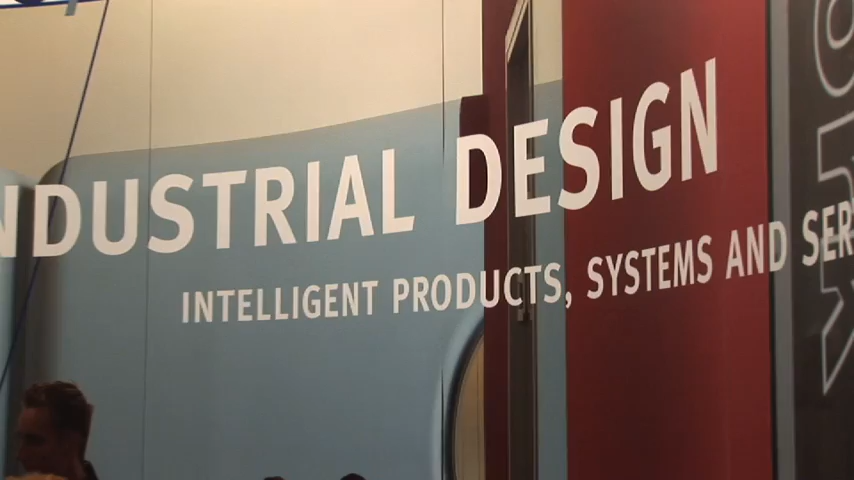 NDUSTRIAL DESIGN
INTELLIGENT PRODUCTS, SYSTEMS AND SER